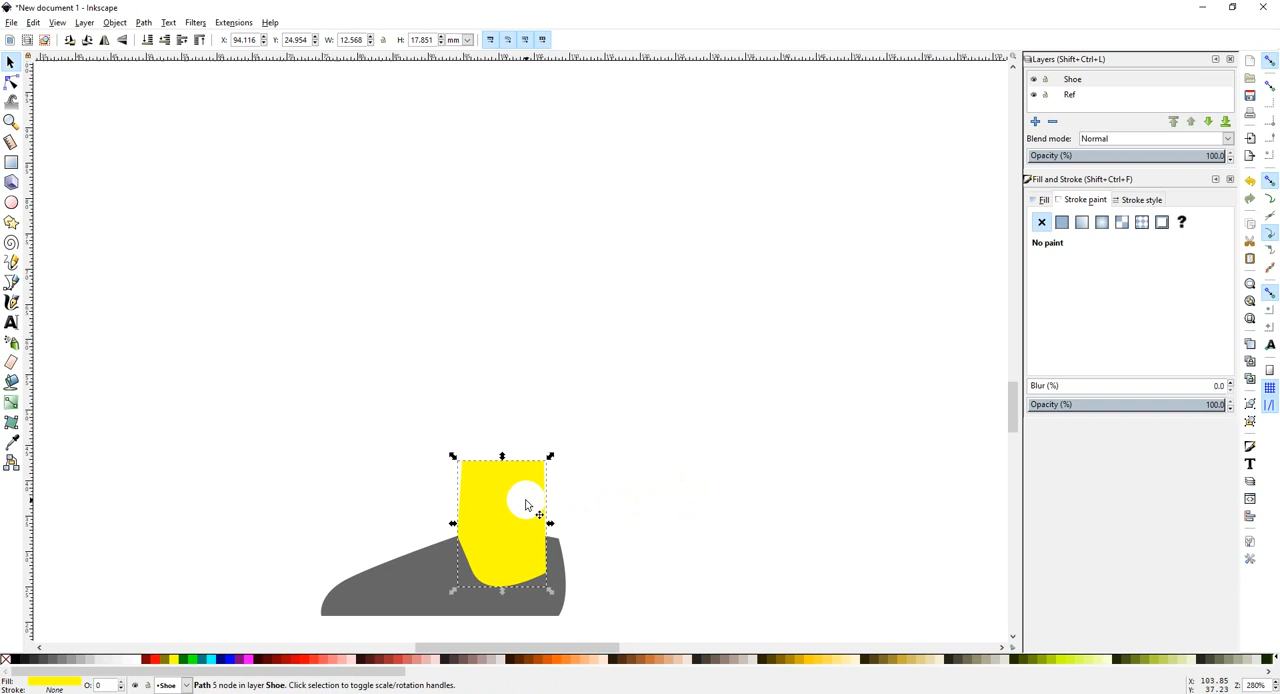 *New document 1 - Inkscape
File Edit View Layer Object Path Text Filters Extensions Help
X: 94.116 Y: 24.954 W: 12.568 H: 17.851 mm
Layers (Shift+Ctrl+L)
Shoe
Ref
Blend mode: Normal
Opacity (%) 100.0
Fill and Stroke (Shift+Ctrl+F)
Fill Stroke paint Stroke style
No paint
Blur (%) 0.0
Opacity (%) 100.0
Fill:
Stroke: None
O: 0
•Shoe
Path 5 node in layer Shoe. Click selection to toggle scale/rotation handles.
X: 103.85
Y: 37.23
Z: 280%